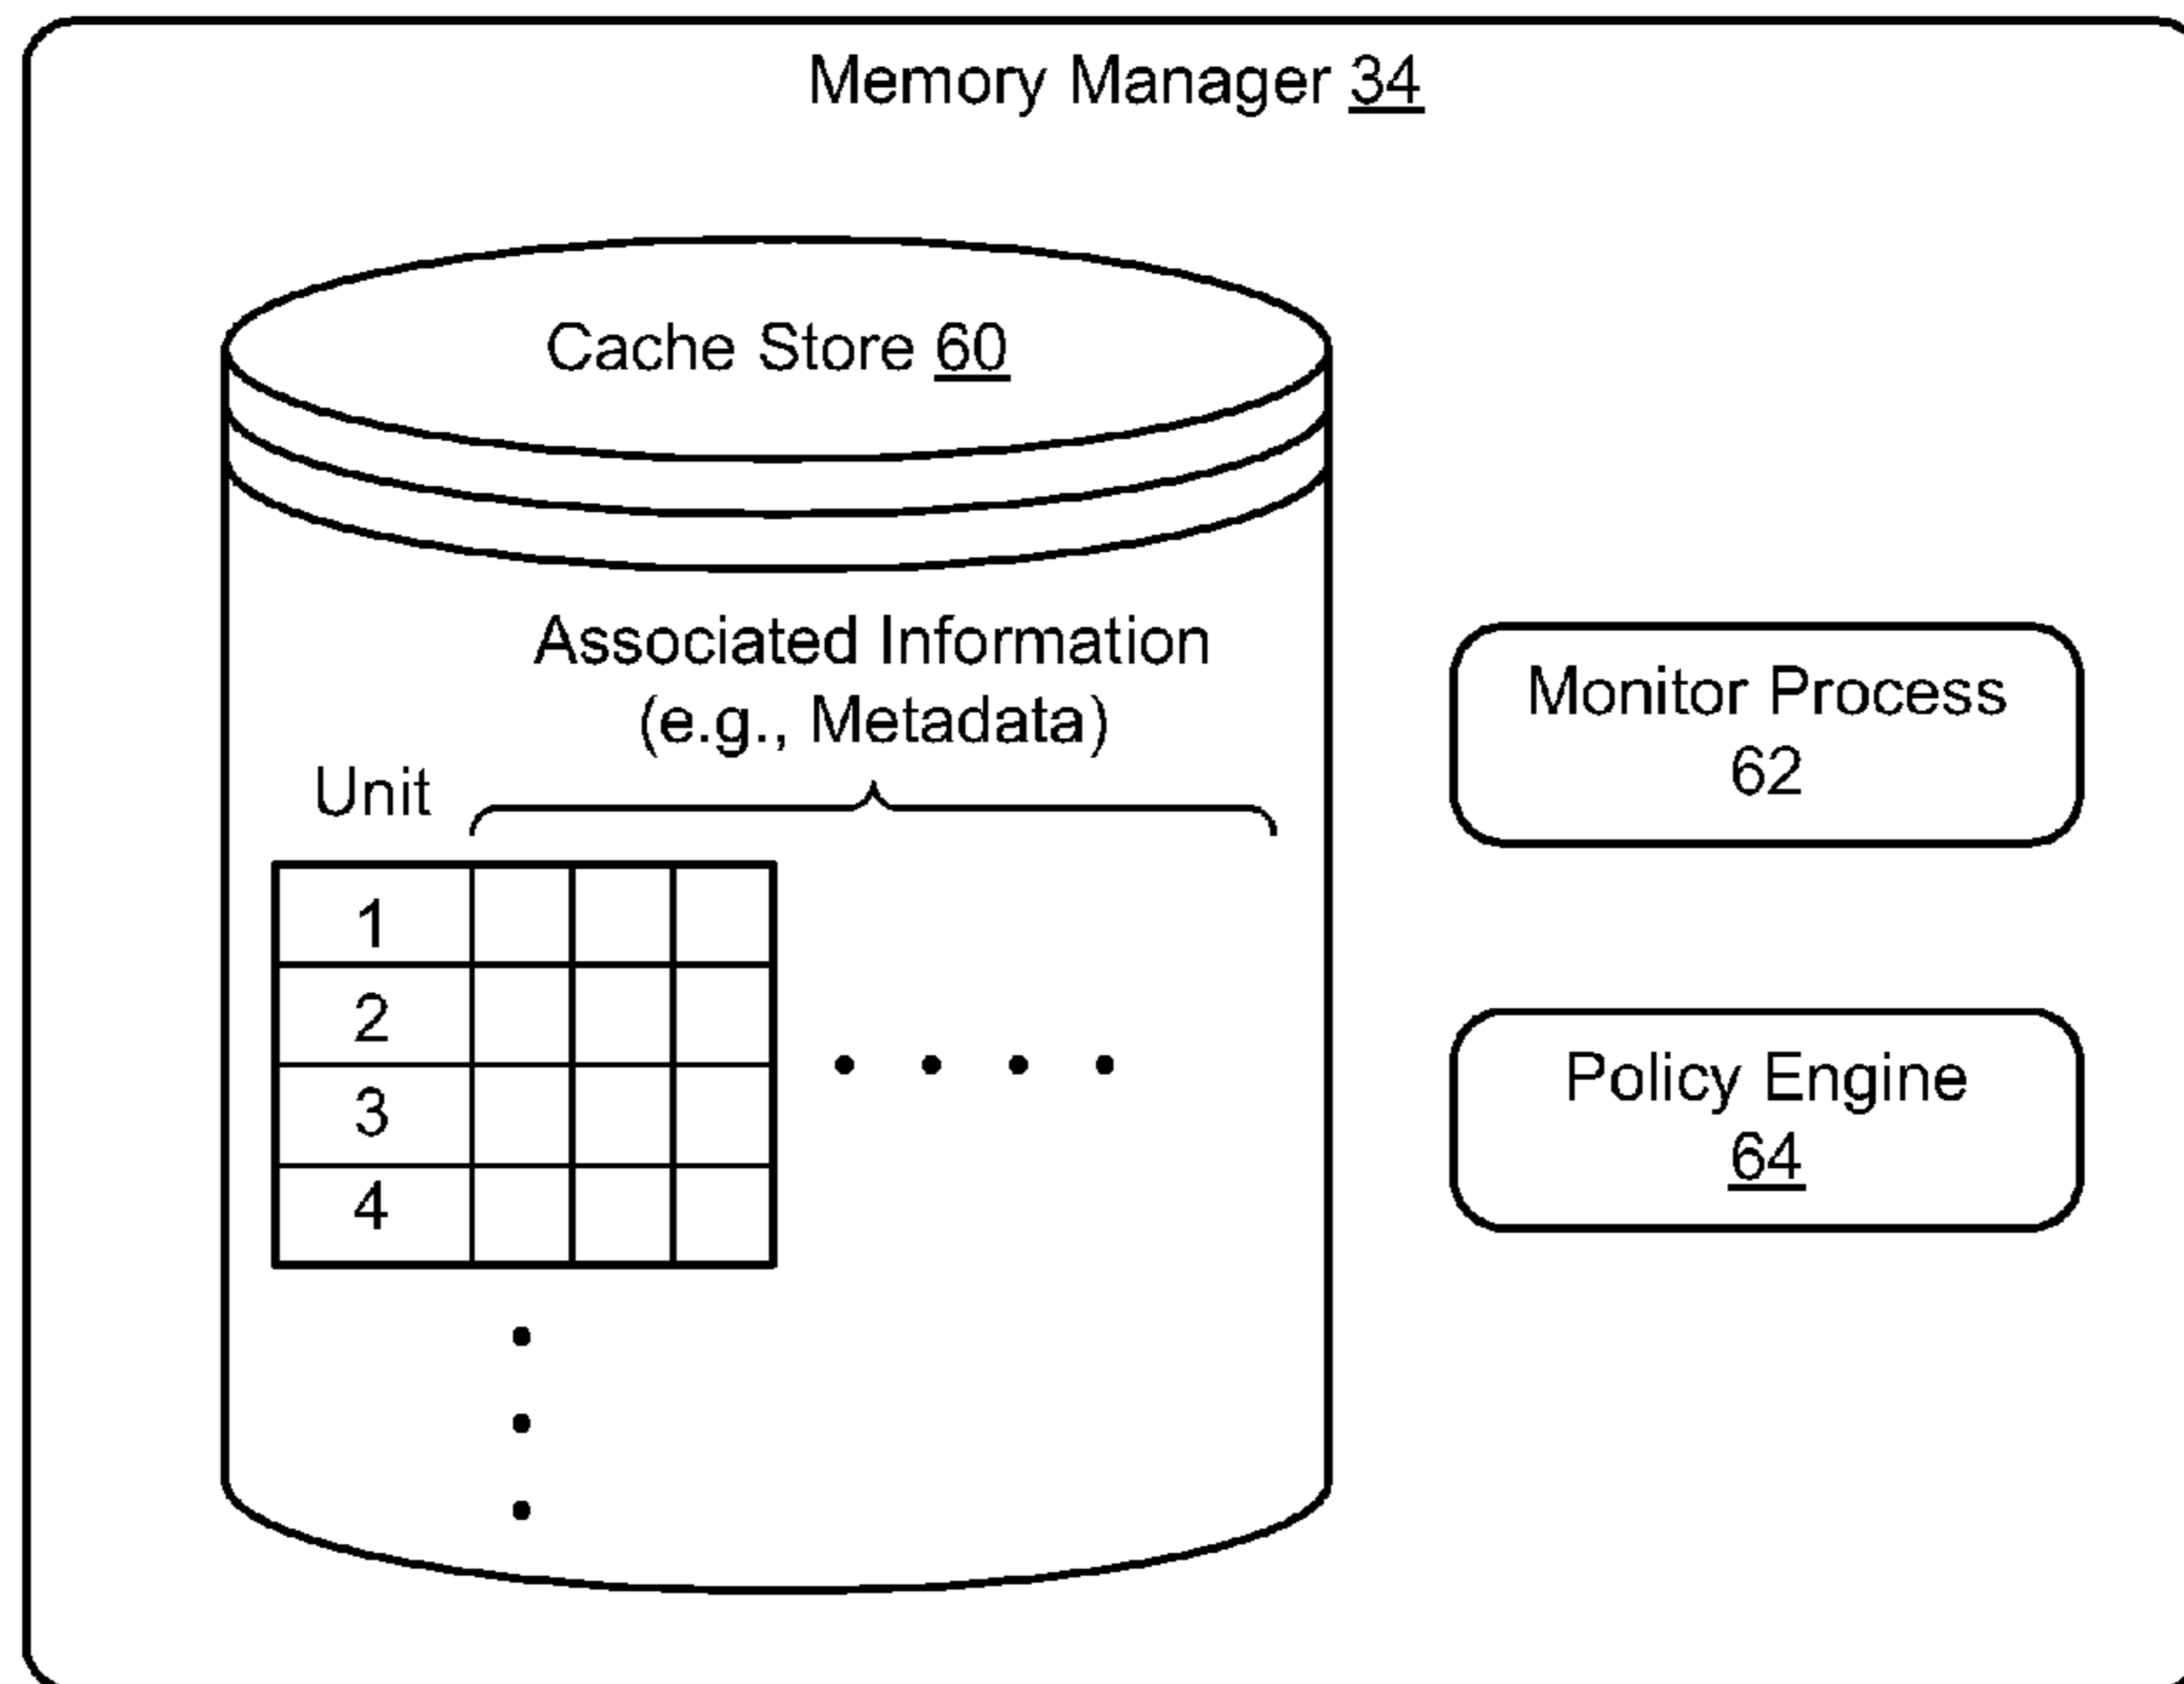 Memory Manager 34
Cache Store 60
Associated Information
(e.g., Metadata)
Unit
1
2
3
4
Monitor Process
62
Policy Engine
64